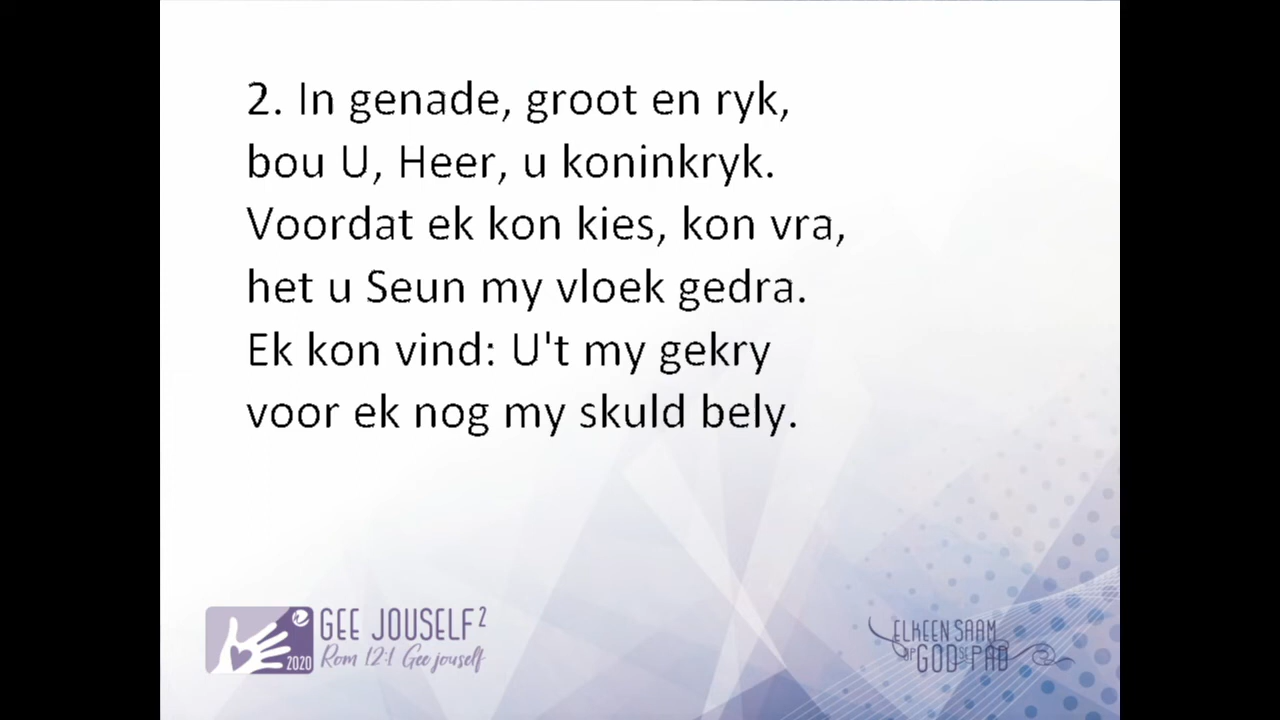 2. In genade, groot en ryk,
bou U, Heer, u koninkryk.
Voordat ek kon kies, kon vra,
het u Seun my vloek gedra.
Ek kon vind: U't my gekry
voor ek nog my skuld bely.
GEE JOUSELF²
2020 Rom 12:1 Gee jouself
ELKEEN SAAM
OP GOD SE PAD